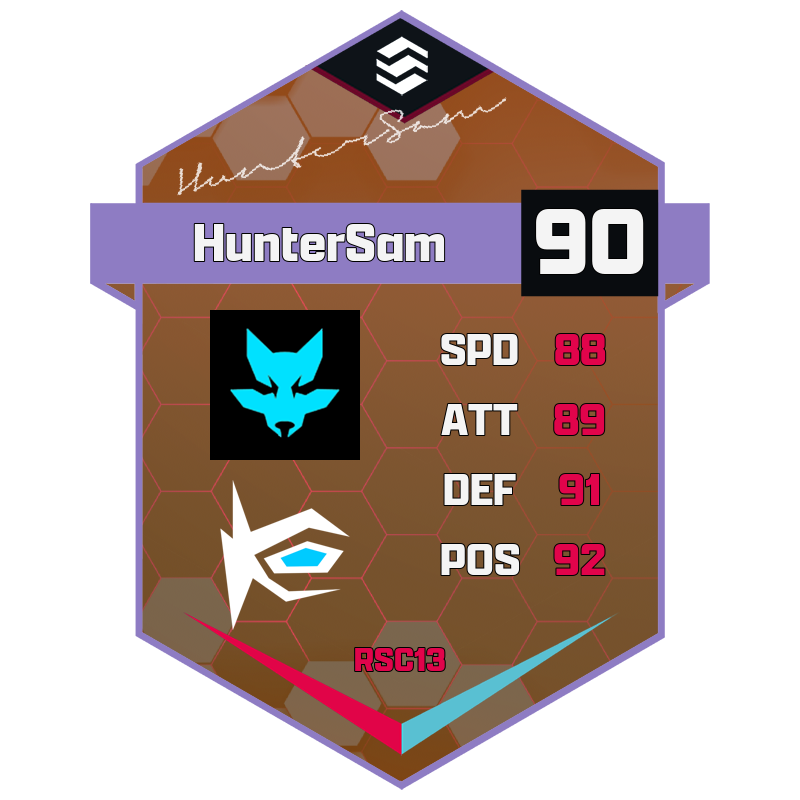 HunterSam
HunterSam 90
SPD 88
ATT 89
DEF 91
POS 92
RSC13